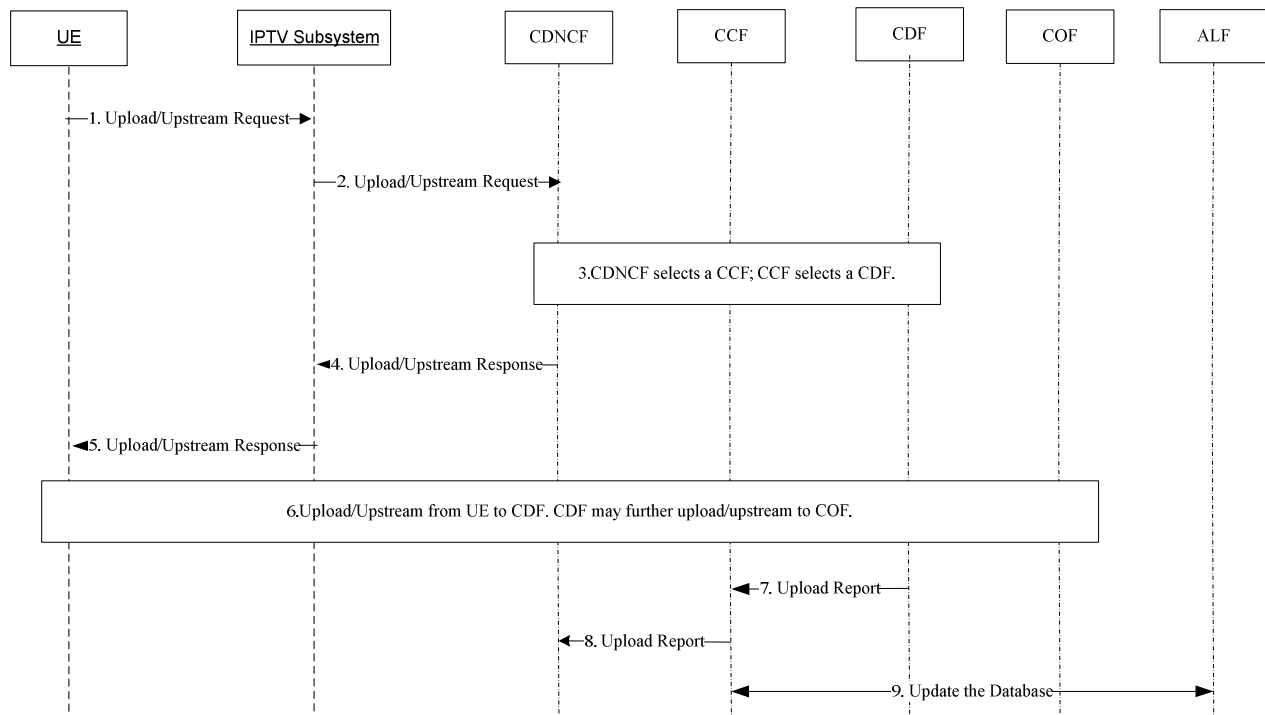 UE
IPTV Subsystem
CDNCF
CCF
CDF
COF
ALF
1. Upload/Upstream Request
2. Upload/Upstream Request
3.CDNCF selects a CCF; CCF selects a CDF.
4. Upload/Upstream Response
5. Upload/Upstream Response
6.Upload/Upstream from UE to CDF. CDF may further upload/upstream to COF.
7. Upload Report
8. Upload Report
9. Update the Database